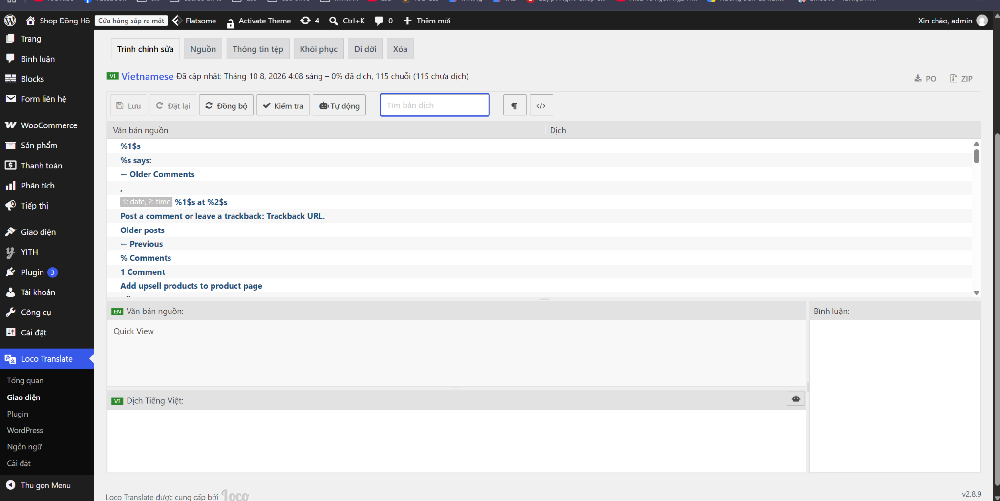 Shop Đồng Hồ Cửa hàng sắp ra mắt Flatsome Activate Theme 4 Ctrl+K 0 Thêm mới Xin chào, admin
Trang
Bình luận
Blocks
Form liên hệ
WooCommerce
Sản phẩm
Thanh toán
Phân tích
Tiếp thị
Giao diện
YITH
Plugin 3
Tài khoản
Công cụ
Cài đặt
Loco Translate
Tổng quan
Giao diện
Plugin
WordPress
Ngôn ngữ
Cài đặt
Thu gọn Menu
Trình chỉnh sửa Nguồn Thông tin tệp Khôi phục Di dời Xóa
VI Vietnamese Đã cập nhật: Tháng 10 8, 2026 4:08 sáng – 0% đã dịch, 115 chuỗi (115 chưa dịch)
PO ZIP
Lưu Đặt lại Đồng bộ Kiểm tra Tự động Tìm bản dịch ¶ </>
Văn bản nguồn Dịch
%1$s
%s says:
← Older Comments
,
1: date, 2: time %1$s at %2$s
Post a comment or leave a trackback: Trackback URL.
Older posts
← Previous
% Comments
1 Comment
Add upsell products to product page
EN Văn bản nguồn:
Quick View
Bình luận:
VI Dịch Tiếng Việt:
Loco Translate được cung cấp bởi loco
v2.8.9